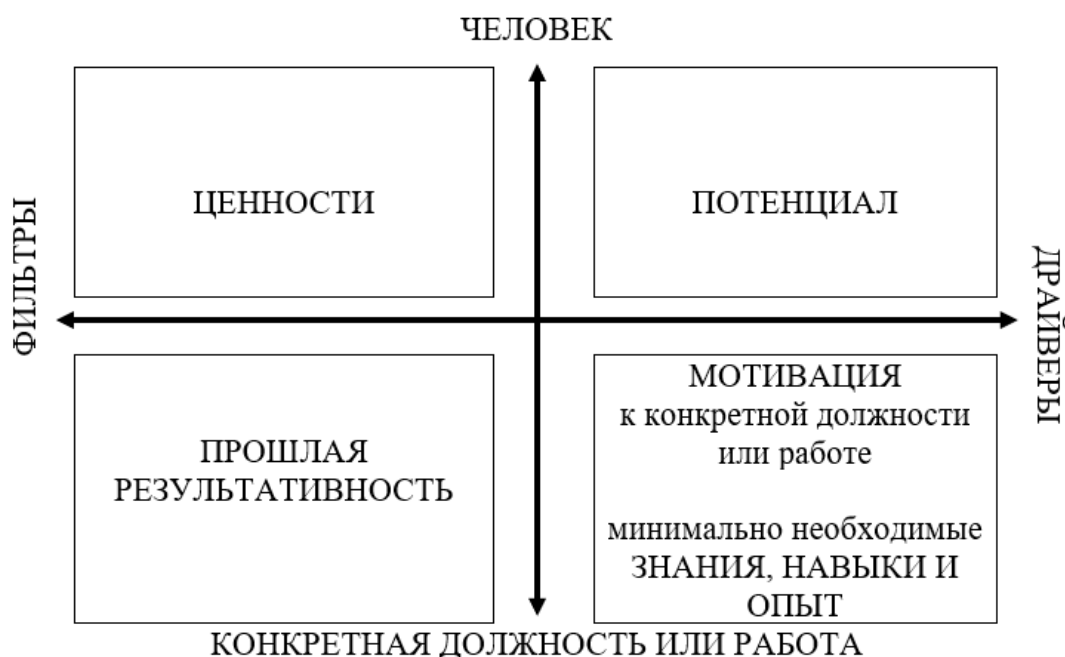 ЧЕЛОВЕК
ФИЛЬТРЫ
ЦЕННОСТИ
ПОТЕНЦИАЛ
ДРАЙВЕРЫ
ПРОШЛАЯ
РЕЗУЛЬТАТИВНОСТЬ
МОТИВАЦИЯ
к конкретной должности
или работе
минимально необходимые
ЗНАНИЯ, НАВЫКИ И
ОПЫТ
КОНКРЕТНАЯ ДОЛЖНОСТЬ ИЛИ РАБОТА